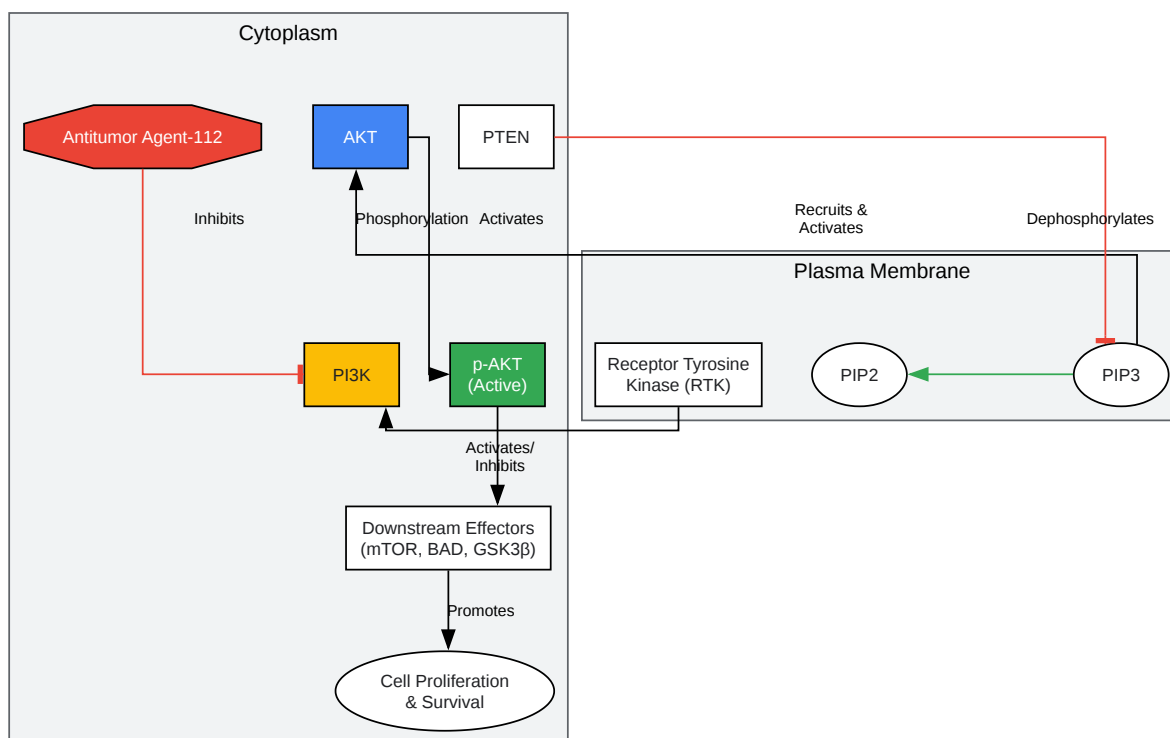 Cytoplasm
Antitumor Agent-112
AKT
PTEN
Inhibits
Phosphorylation
Activates
Recruits &
Activates
Dephosphorylates
Plasma Membrane
PI3K
p-AKT
(Active)
Receptor Tyrosine
Kinase (RTK)
PIP2
PIP3
Activates/
Inhibits
Downstream Effectors
(mTOR, BAD, GSK3β)
Promotes
Cell Proliferation
& Survival